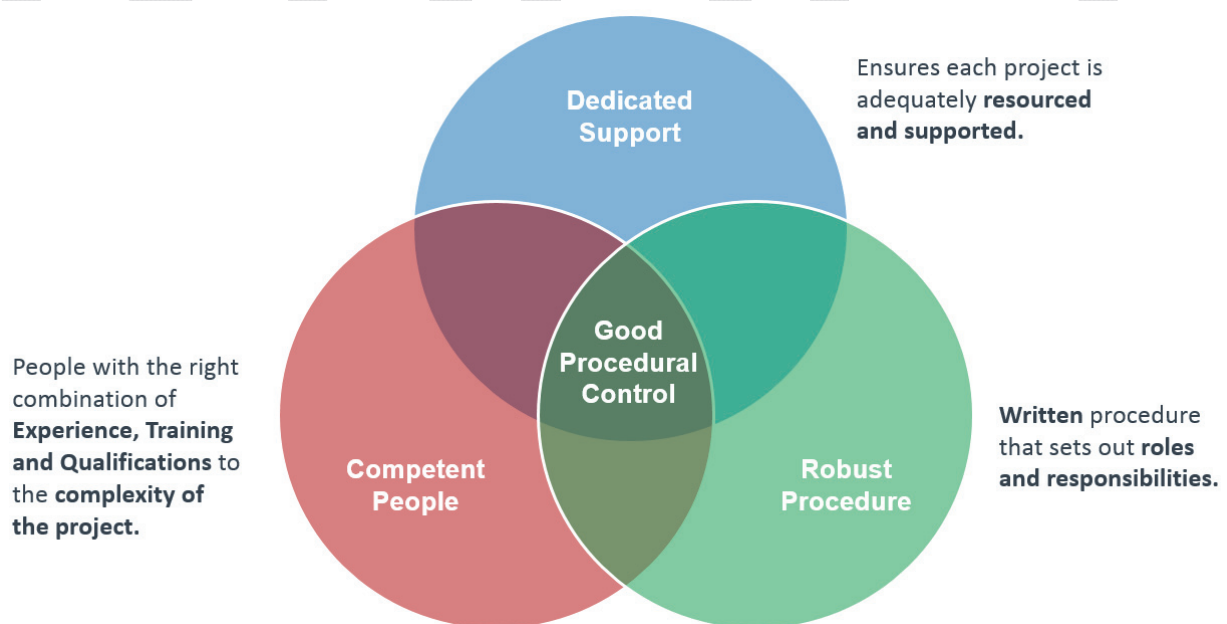 Dedicated
Support
Ensures each project is
adequately resourced
and supported.
Good
Procedural
Control
People with the right
combination of
Experience, Training
and Qualifications to
the complexity of
the project.
Competent
People
Robust
Procedure
Written procedure
that sets out roles
and responsibilities.